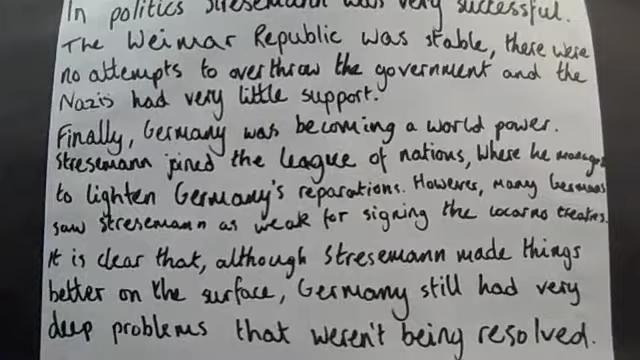 In politics Stresemann was very successful.
The Weimar Republic was stable, there were
no attempts to overthrow the government and the
Nazis had very little support.
Finally, Germany was becoming a world power.
Stresemann joined the league of nations, where he managed
to lighten Germany's reparations. However, many Germans
saw Stresemann as weak for signing the Locarno treaties.
It is clear that, although Stresemann made things
better on the surface, Germany still had very
deep problems that weren't being resolved.